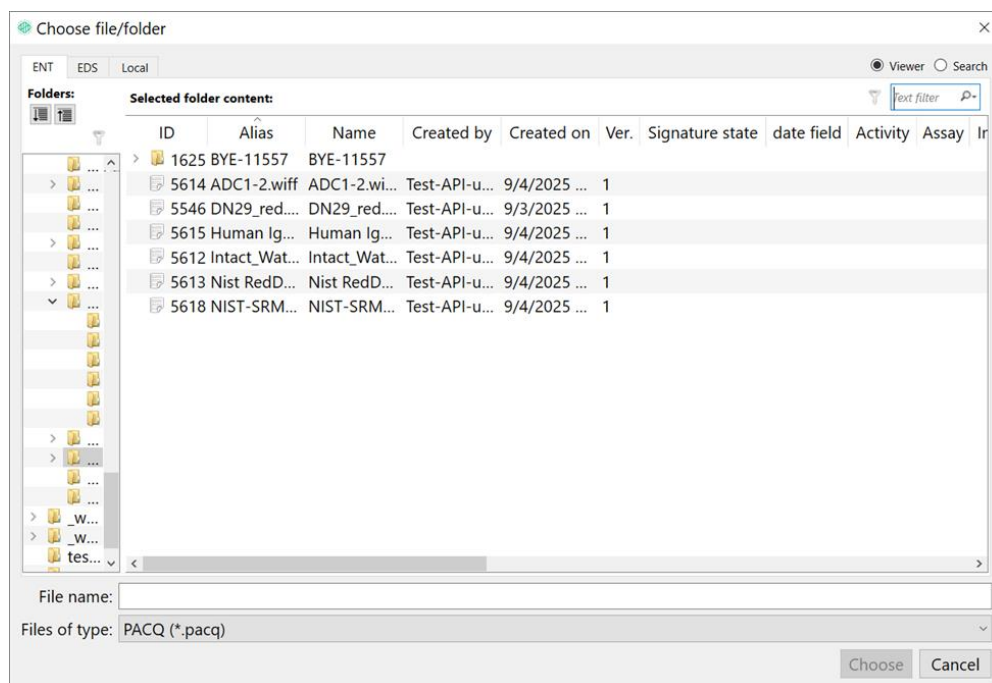 Choose file/folder
ENT EDS Local Viewer Search
Folders: Selected folder content: Text filter
ID Alias Name Created by Created on Ver. Signature state date field Activity Assay Ir
1625 BYE-11557 BYE-11557
5614 ADC1-2.wiff ADC1-2.wi... Test-API-u... 9/4/2025 ... 1
5546 DN29_red.... DN29_red.... Test-API-u... 9/3/2025 ... 1
5615 Human Ig... Human Ig... Test-API-u... 9/4/2025 ... 1
5612 Intact_Wat... Intact_Wat... Test-API-u... 9/4/2025 ... 1
5613 Nist RedD... Nist RedD... Test-API-u... 9/4/2025 ... 1
5618 NIST-SRM... NIST-SRM... Test-API-u... 9/4/2025 ... 1
...
...
...
...
...
...
...
...
...
...
...
...
_w...
_w...
tes...
File name:
Files of type: PACQ (*.pacq)
Choose Cancel